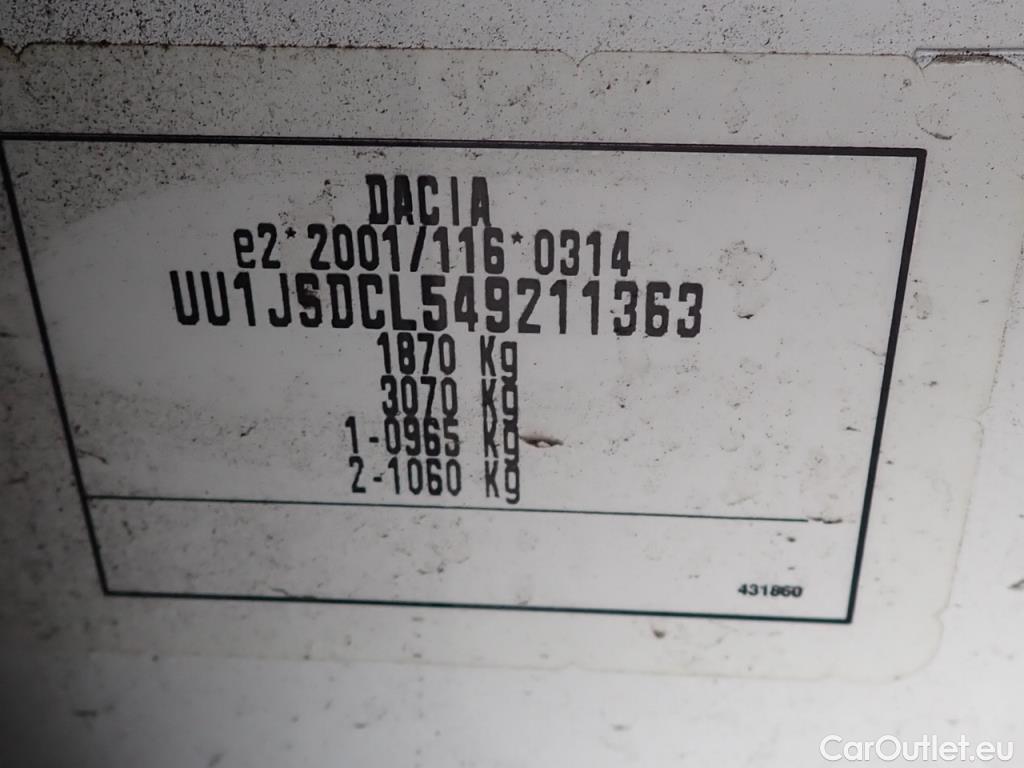 DACIA
e2*2001/116*0314
UU1JSDCL549211363
1870 Kg
3070 Kg
1-0965 Kg
2-1060 Kg
431860
CarOutlet.eu